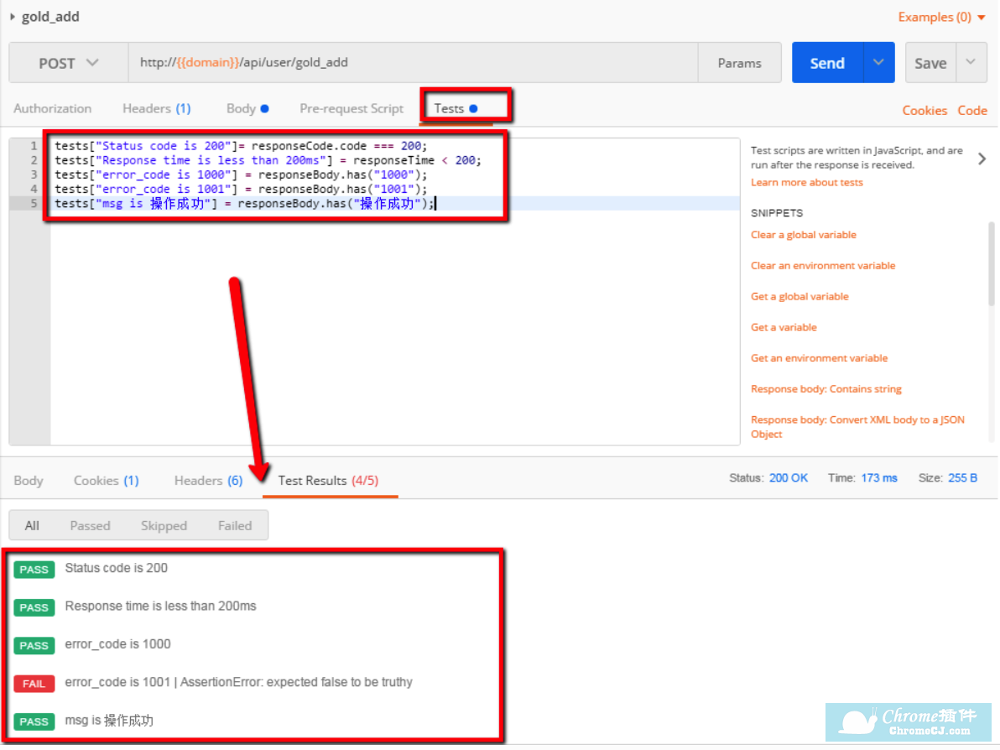 gold_add
Examples (0)
POST
http://{{domain}}/api/user/gold_add
Params
Send
Save
Authorization
Headers (1)
Body
Pre-request Script
Tests
Cookies
Code
1 tests["Status code is 200"]= responseCode.code === 200;
2 tests["Response time is less than 200ms"] = responseTime < 200;
3 tests["error_code is 1000"] = responseBody.has("1000");
4 tests["error_code is 1001"] = responseBody.has("1001");
5 tests["msg is 操作成功"] = responseBody.has("操作成功");
Test scripts are written in JavaScript, and are
run after the response is received.
Learn more about tests
SNIPPETS
Clear a global variable
Clear an environment variable
Get a global variable
Get a variable
Get an environment variable
Response body: Contains string
Response body: Convert XML body to a JSON
Object
Body
Cookies (1)
Headers (6)
Test Results (4/5)
Status: 200 OK
Time: 173 ms
Size: 255 B
All
Passed
Skipped
Failed
PASS Status code is 200
PASS Response time is less than 200ms
PASS error_code is 1000
FAIL error_code is 1001 | AssertionError: expected false to be truthy
PASS msg is 操作成功
Chrome插件
ChromeCJ.com